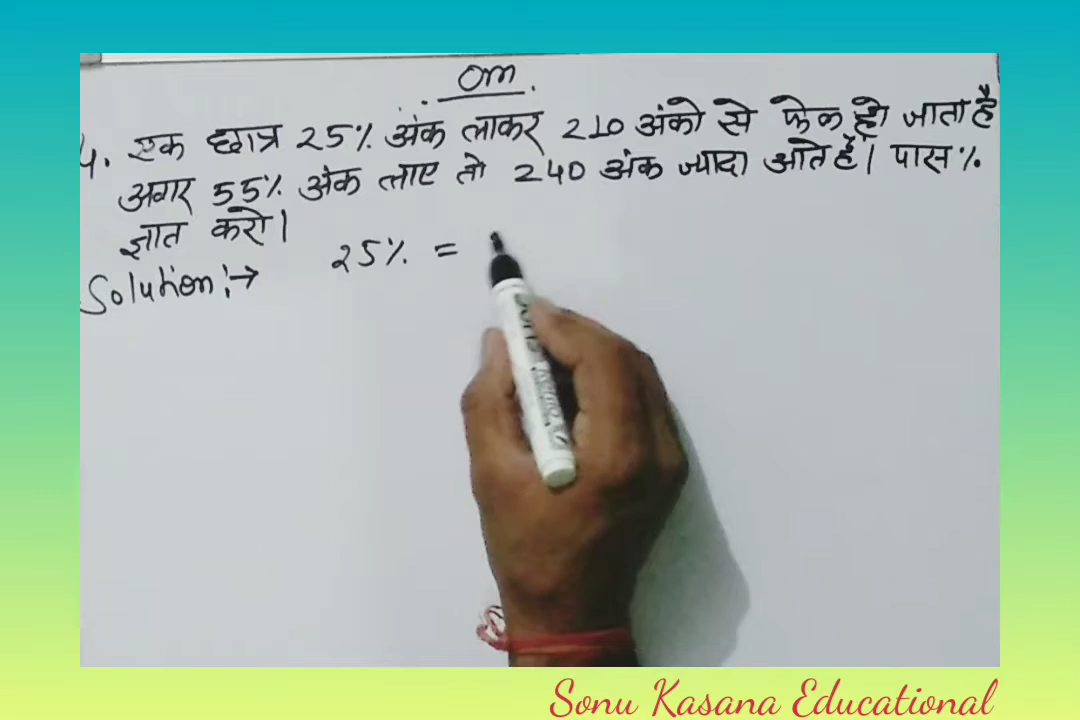 Om
4. एक छात्र 25% अंक लाकर 210 अंको से फेल हो जाता है
अगर 55% अंक लाए तो 240 अंक ज्यादा आते हैं। पास%
ज्ञात करो।
Solution :→ 25% =
Sonu Kasana Educational